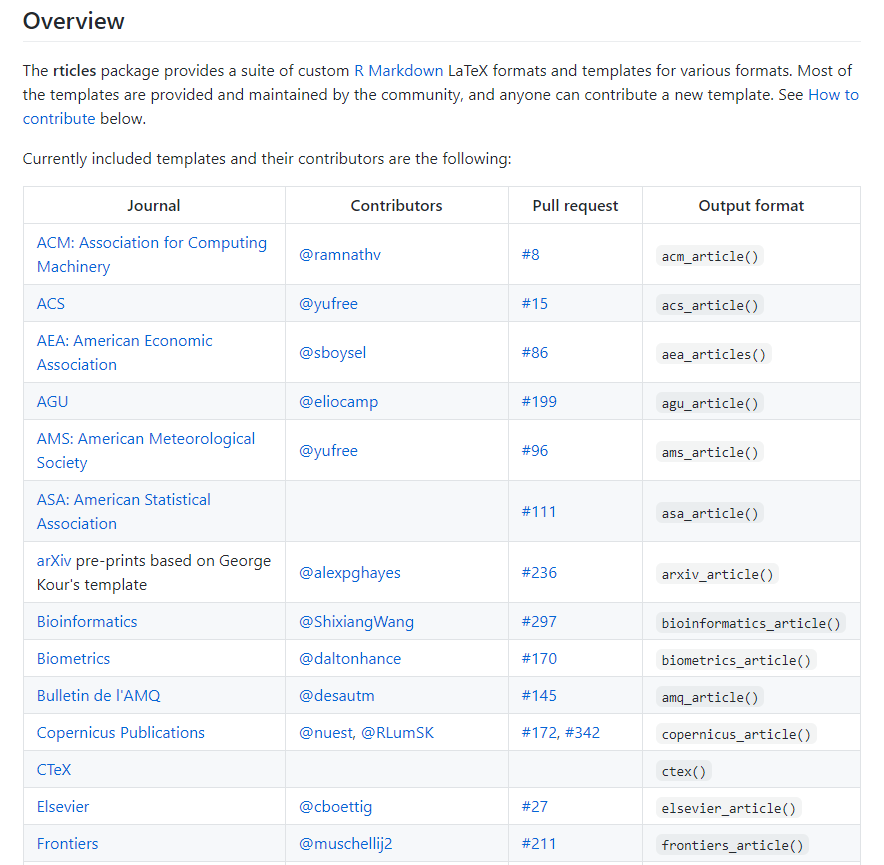 Overview
The rticles package provides a suite of custom R Markdown LaTeX formats and templates for various formats. Most of
the templates are provided and maintained by the community, and anyone can contribute a new template. See How to
contribute below.
Currently included templates and their contributors are the following:
Journal Contributors Pull request Output format
ACM: Association for Computing
Machinery @ramnathv #8 acm_article()
ACS @yufree #15 acs_article()
AEA: American Economic
Association @sboysel #86 aea_articles()
AGU @eliocamp #199 agu_article()
AMS: American Meteorological
Society @yufree #96 ams_article()
ASA: American Statistical
Association #111 asa_article()
arXiv pre-prints based on George
Kour's template @alexpghayes #236 arxiv_article()
Bioinformatics @ShixiangWang #297 bioinformatics_article()
Biometrics @daltonhance #170 biometrics_article()
Bulletin de l'AMQ @desautm #145 amq_article()
Copernicus Publications @nuest, @RLumSK #172, #342 copernicus_article()
CTeX ctex()
Elsevier @cboettig #27 elsevier_article()
Frontiers @muschellij2 #211 frontiers_article()